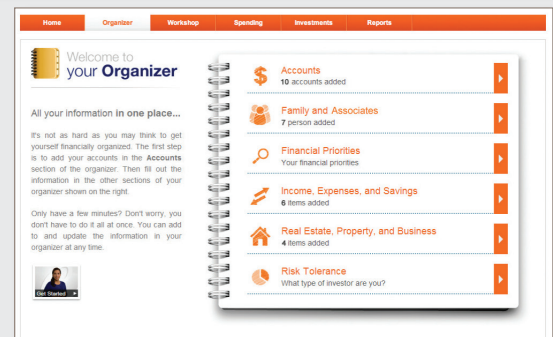 Home Organizer Workshop Spending Investments Reports
Welcome to
your Organizer
All your information in one place...
It's not as hard as you may think to get
yourself financially organized. The first step
is to add your accounts in the Accounts
section of the organizer. Then fill out the
information in the other sections of your
organizer shown on the right.
Only have a few minutes? Don't worry, you
don't have to do it all at once. You can add
to and update the information in your
organizer at any time.
Get Started
Accounts
10 accounts added
Family and Associates
7 person added
Financial Priorities
Your financial priorities
Income, Expenses, and Savings
6 items added
Real Estate, Property, and Business
4 items added
Risk Tolerance
What type of investor are you?